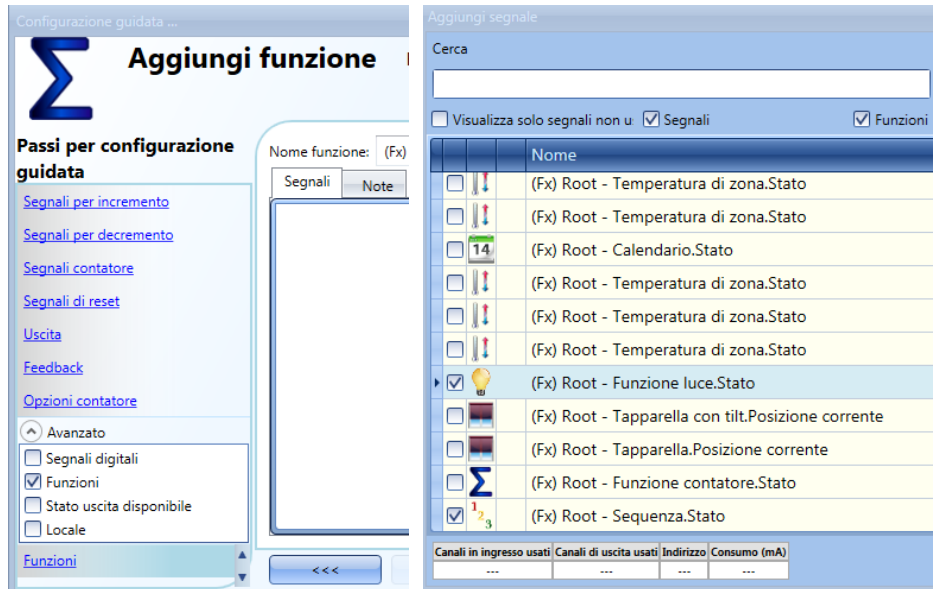 Configurazione guidata ...
Aggiungi funzione
Passi per configurazione
guidata
Segnali per incremento
Segnali per decremento
Segnali contatore
Segnali di reset
Uscita
Feedback
Opzioni contatore
Avanzato
Segnali digitali
Funzioni
Stato uscita disponibile
Locale
Funzioni
Nome funzione: (Fx)
Segnali Note
<<<
Aggiungi segnale
Cerca
Visualizza solo segnali non u Segnali Funzioni
Nome
(Fx) Root - Temperatura di zona.Stato
(Fx) Root - Temperatura di zona.Stato
14 (Fx) Root - Calendario.Stato
(Fx) Root - Temperatura di zona.Stato
(Fx) Root - Temperatura di zona.Stato
(Fx) Root - Temperatura di zona.Stato
(Fx) Root - Funzione luce.Stato
(Fx) Root - Tapparella con tilt.Posizione corrente
(Fx) Root - Tapparella.Posizione corrente
Σ (Fx) Root - Funzione contatore.Stato
123 (Fx) Root - Sequenza.Stato
Canali in ingresso usati Canali di uscita usati Indirizzo Consumo (mA)
--- --- --- ---